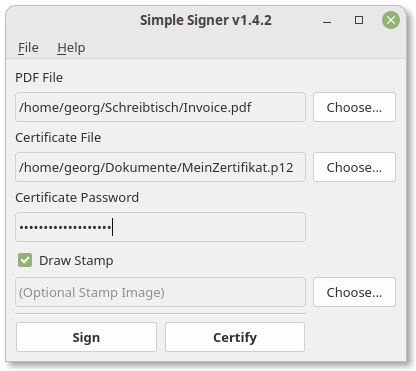 Simple Signer v1.4.2
File Help
PDF File
/home/georg/Schreibtisch/Invoice.pdf Choose...
Certificate File
/home/georg/Dokumente/MeinZertifikat.p12 Choose...
Certificate Password
•••••••••••••••••••
Draw Stamp
(Optional Stamp Image) Choose...
Sign Certify